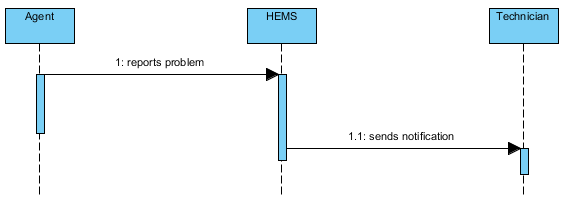 Agent
HEMS
Technician
1: reports problem
1.1: sends notification